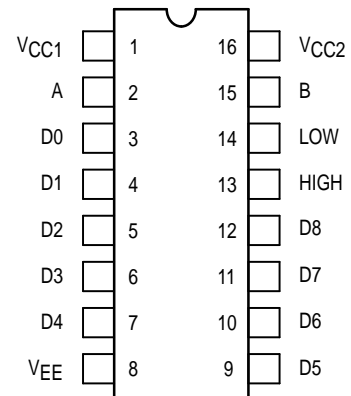 VCC1 1 16 VCC2
A 2 15 B
D0 3 14 LOW
D1 4 13 HIGH
D2 5 12 D8
D3 6 11 D7
D4 7 10 D6
VEE 8 9 D5